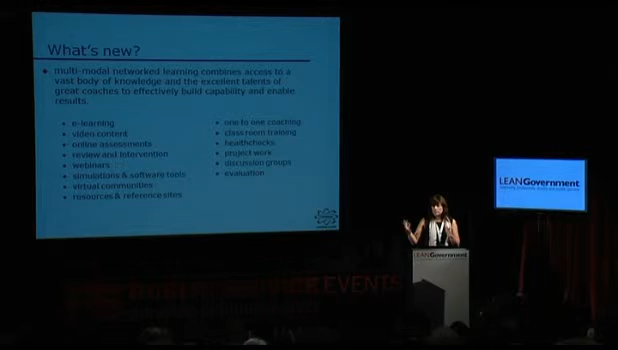 What's new?
multi-modal networked learning combines access to a
vast body of knowledge and the excellent talents of
great coaches to effectively build capability and enable
results.
e-learning
video content
online assessments
review and intervention
webinars
simulations & software tools
virtual communities
resources & reference sites
one to one coaching
class room training
healthchecks
project work
discussion groups
evaluation
LEANGovernment
LEANGovernment
EVENTS